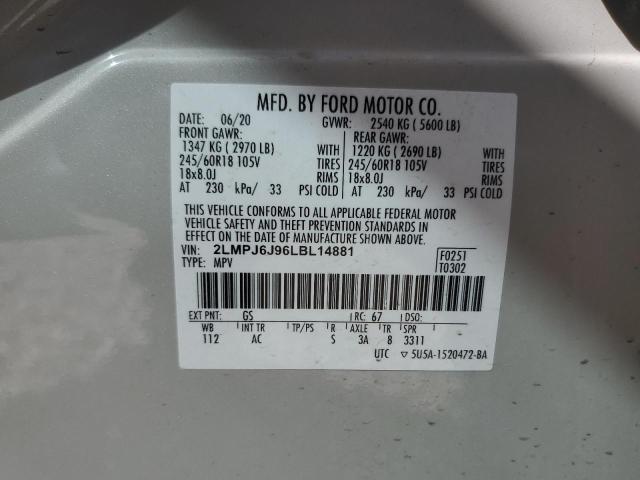 MFD. BY FORD MOTOR CO.
DATE: 06/20 GVWR: 2540 KG ( 5600 LB)
FRONT GAWR: REAR GAWR:
1347 KG ( 2970 LB) WITH 1220 KG ( 2690 LB) WITH
245/60R18 105V TIRES 245/60R18 105V TIRES
18x8.0J RIMS 18x8.0J RIMS
AT 230 kPa/ 33 PSI COLD AT 230 kPa/ 33 PSI COLD
THIS VEHICLE CONFORMS TO ALL APPLICABLE FEDERAL MOTOR
VEHICLE SAFETY AND THEFT PREVENTION STANDARDS IN
EFFECT ON THE DATE OF MANUFACTURE SHOWN ABOVE.
VIN: 2LMPJ6J96LBL14881 F0251
TYPE: MPV T0302
EXT PNT: GS RC: 67 DSO:
WB INT TR TP/PS R AXLE TR SPR
112 AC S 3A 8 3311
UTC ▽ 5U5A-1520472-BA